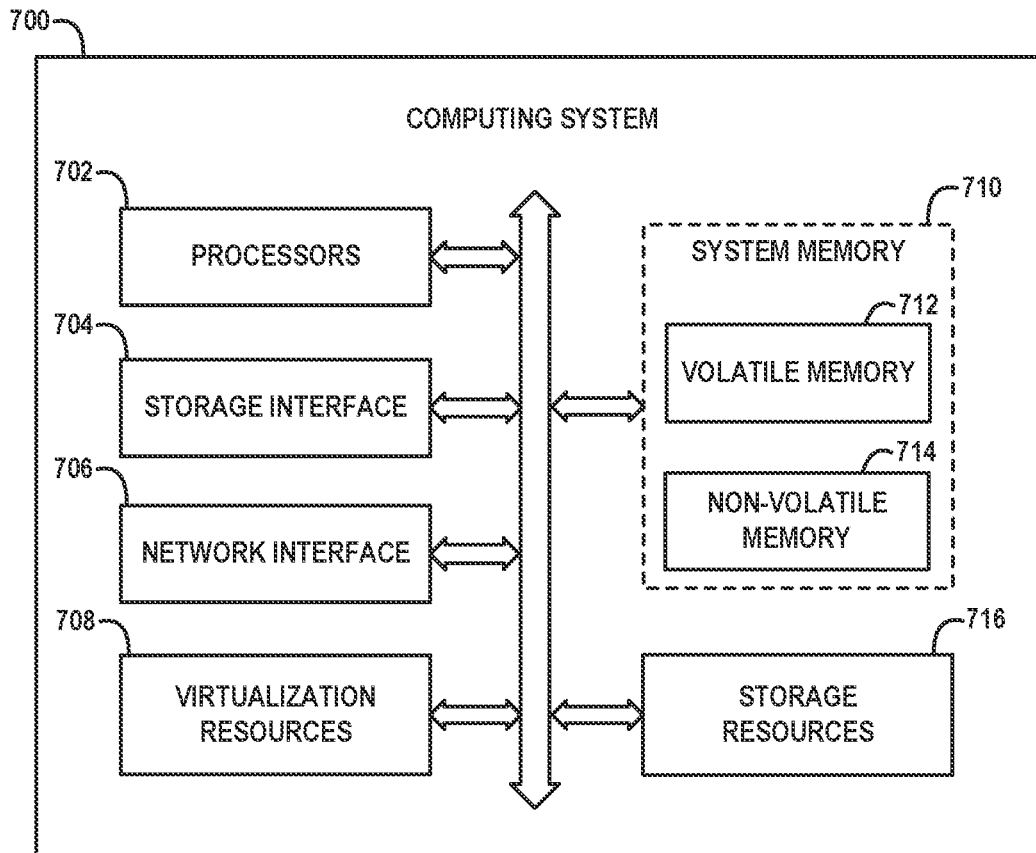 700
COMPUTING SYSTEM
702
PROCESSORS
704
STORAGE INTERFACE
706
NETWORK INTERFACE
708
VIRTUALIZATION
RESOURCES
710
SYSTEM MEMORY
712
VOLATILE MEMORY
714
NON-VOLATILE
MEMORY
716
STORAGE
RESOURCES